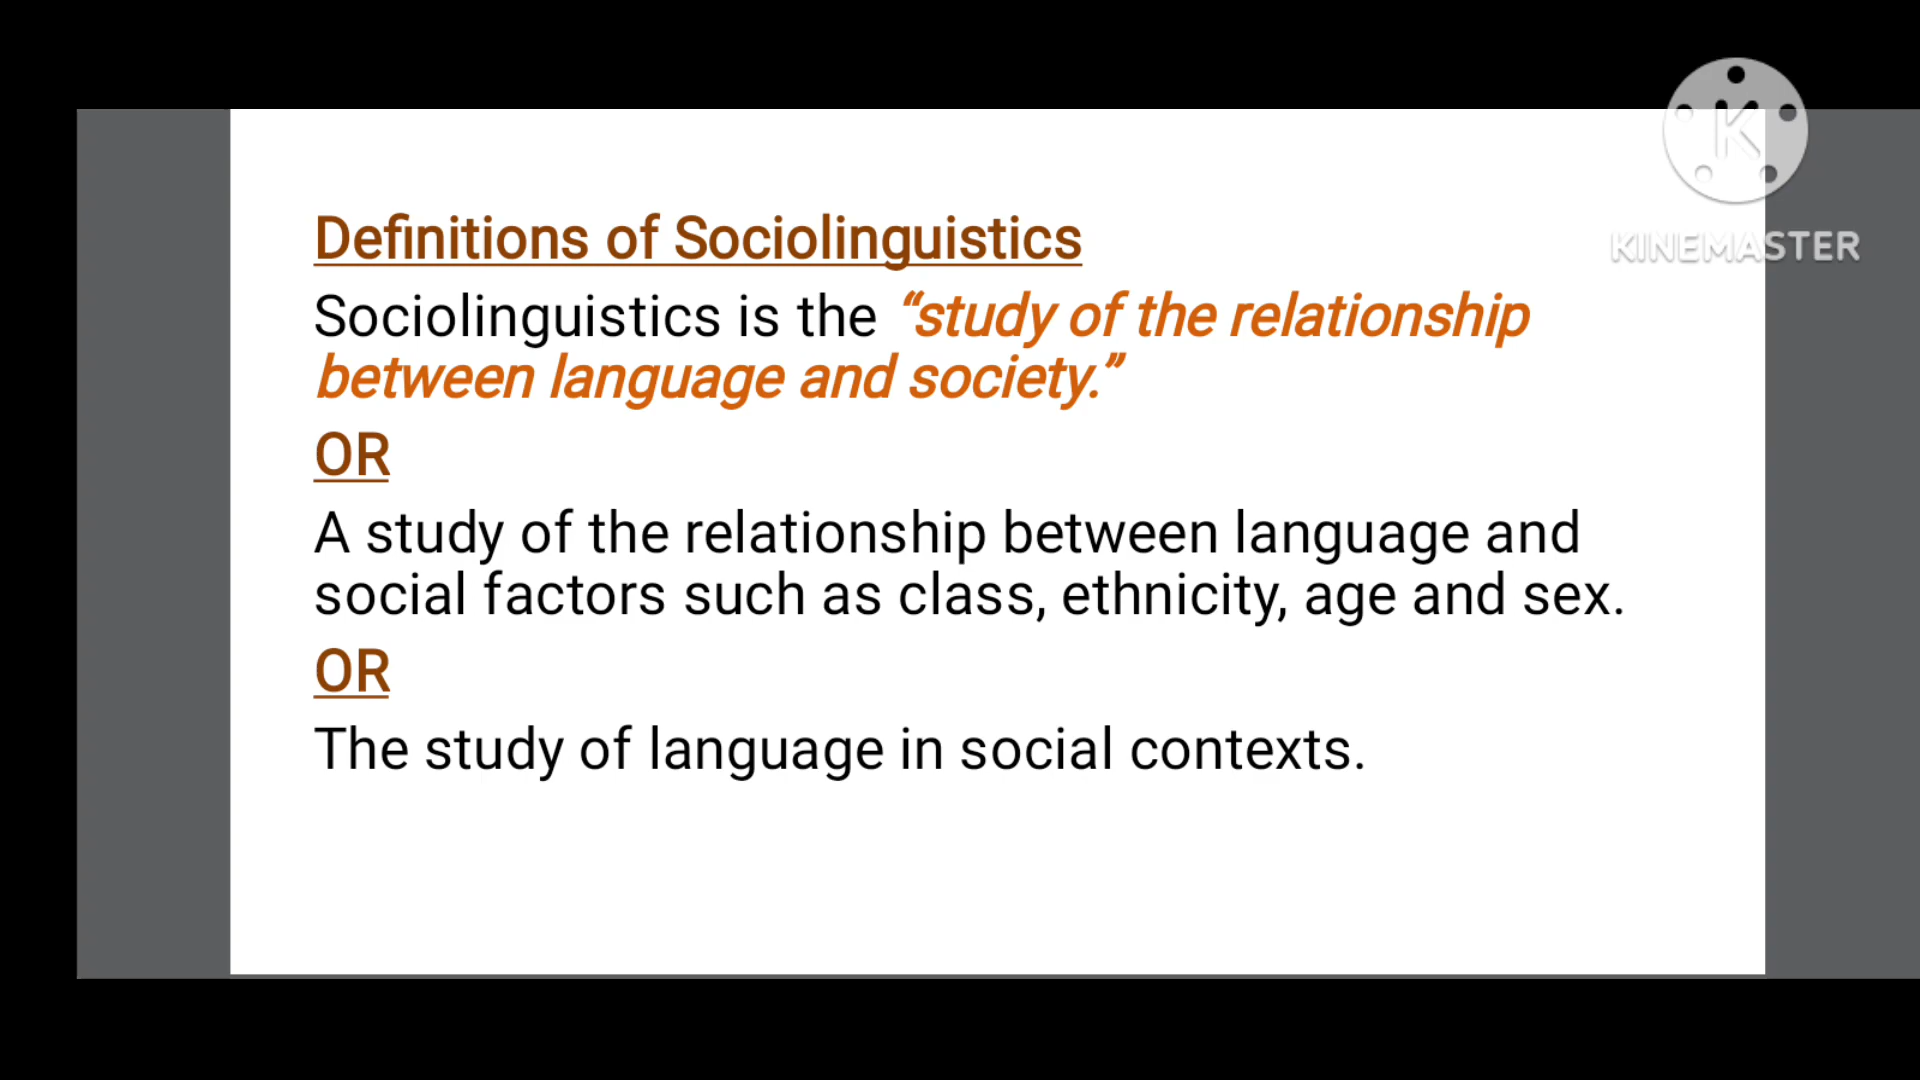 K
KINEMASTER
Definitions of Sociolinguistics
Sociolinguistics is the “study of the relationship
between language and society.”
OR
A study of the relationship between language and
social factors such as class, ethnicity, age and sex.
OR
The study of language in social contexts.